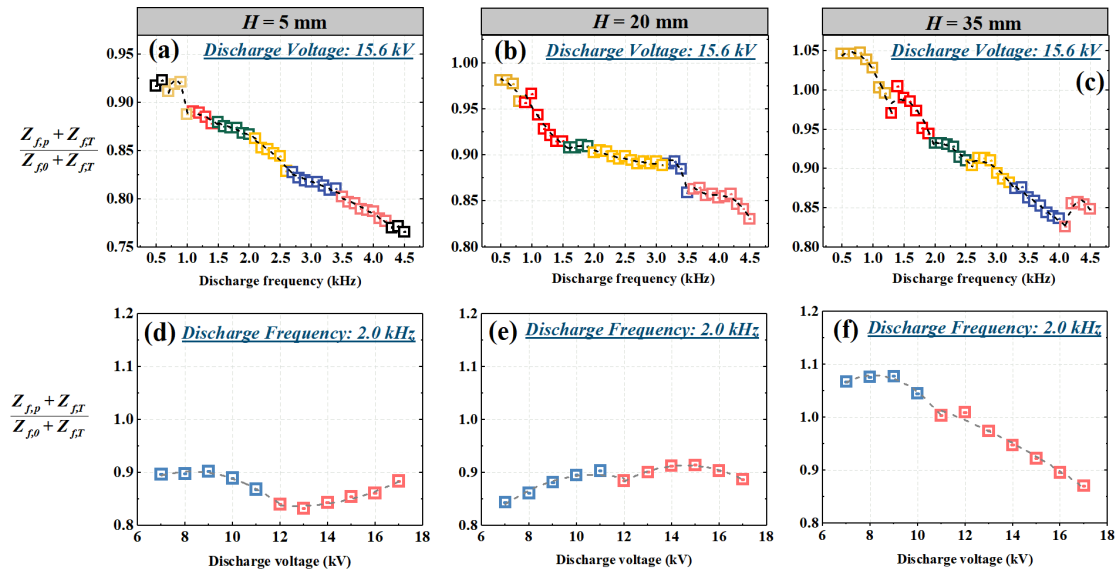 H = 5 mm
H = 20 mm
H = 35 mm
(a)
Discharge Voltage: 15.6 kV
(b)
Discharge Voltage: 15.6 kV
Discharge Voltage: 15.6 kV
(c)
Z_{f,p} + Z_{f,T}
Z_{f,0} + Z_{f,T}
0.95
0.90
0.85
0.80
0.75
0.5 1.0 1.5 2.0 2.5 3.0 3.5 4.0 4.5
Discharge frequency (kHz)
1.00
0.95
0.90
0.85
0.80
0.5 1.0 1.5 2.0 2.5 3.0 3.5 4.0 4.5
Discharge frequency (kHz)
1.05
1.00
0.95
0.90
0.85
0.80
0.5 1.0 1.5 2.0 2.5 3.0 3.5 4.0 4.5
Discharge frequency (kHz)
(d)
Discharge Frequency: 2.0 kHz
(e)
Discharge Frequency: 2.0 kHz
(f)
Discharge Frequency: 2.0 kHz
Z_{f,p} + Z_{f,T}
Z_{f,0} + Z_{f,T}
1.2
1.1
1.0
0.9
0.8
6 8 10 12 14 16 18
Discharge voltage (kV)
1.2
1.1
1.0
0.9
0.8
6 8 10 12 14 16 18
Discharge voltage (kV)
1.2
1.1
1.0
0.9
0.8
6 8 10 12 14 16 18
Discharge voltage (kV)